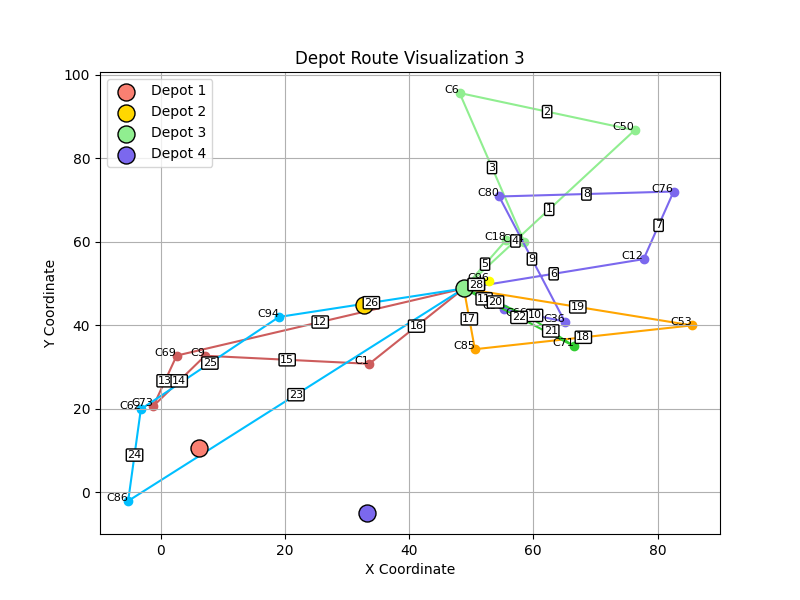 Depot Route Visualization 3
Depot 1
Depot 2
Depot 3
Depot 4
C6
2
C50
3
C80
8
C76
1
7
C18
4
9
C12
5
6
C96
28
11
20
26
19
C94
17
22
10
C36
C53
12
16
21
18
C71
C85
C69
C9
25
15
C1
13
14
23
C62
C73
24
C86
100
80
60
40
20
0
0
20
40
60
80
X Coordinate
Y Coordinate